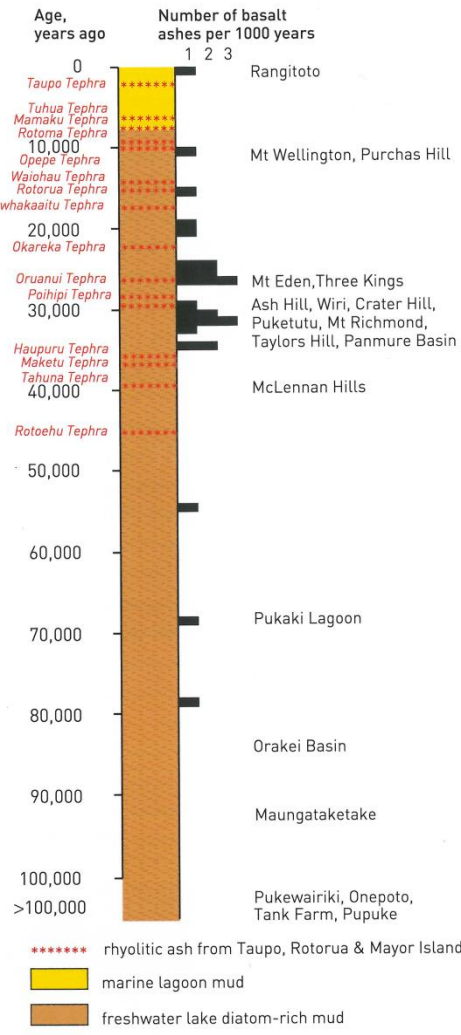 Age,
years ago
Number of basalt
ashes per 1000 years
1 2 3
0
Rangitoto
Taupo Tephra
Tuhua Tephra
Mamaku Tephra
Rotoma Tephra
10,000
Mt Wellington, Purchas Hill
Opepe Tephra
Waiohau Tephra
Rotorua Tephra
whakaaitu Tephra
20,000
Okareka Tephra
Oruanui Tephra
Mt Eden,Three Kings
Poihipi Tephra
30,000
Ash Hill, Wiri, Crater Hill,
Puketutu, Mt Richmond,
Taylors Hill, Panmure Basin
Haupuru Tephra
Maketu Tephra
Tahuna Tephra
40,000
McLennan Hills
Rotoehu Tephra
50,000
60,000
Pukaki Lagoon
70,000
80,000
Orakei Basin
90,000
Maungataketake
100,000
>100,000
Pukewairiki, Onepoto,
Tank Farm, Pupuke
rhyolitic ash from Taupo, Rotorua & Mayor Island
marine lagoon mud
freshwater lake diatom-rich mud